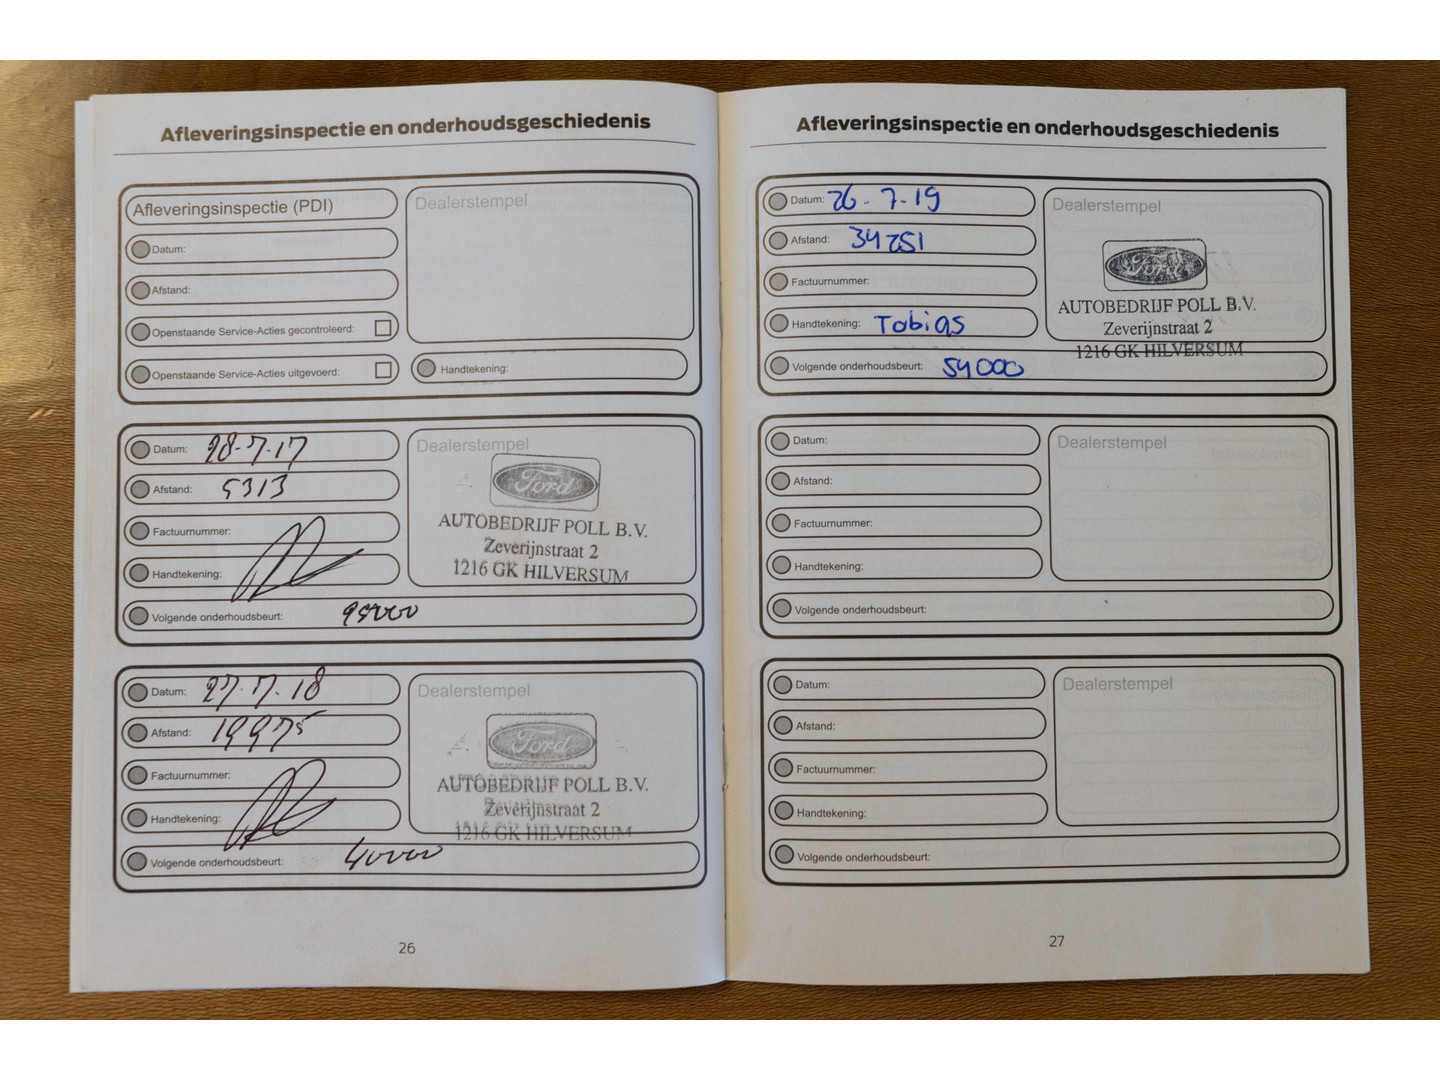 Afleveringsinspectie en onderhoudsgeschiedenis
Afleveringsinspectie (PDI)
Datum:
Afstand:
Openstaande Service-Acties gecontroleerd:
Openstaande Service-Acties uitgevoerd:
Dealerstempel
Handtekening:
Datum: 28-7-17
Afstand: 5313
Factuurnummer:
Handtekening:
Volgende onderhoudsbeurt:
Dealerstempel
Ford
AUTOBEDRIJF POLL B.V.
Zeverijnstraat 2
1216 GK HILVERSUM
Datum: 27.7.18
Afstand: 19975
Factuurnummer:
Handtekening:
Volgende onderhoudsbeurt: 40000
Dealerstempel
Ford
AUTOBEDRIJF POLL B.V.
Zeverijnstraat 2
1216 GK HILVERSUM
26
Afleveringsinspectie en onderhoudsgeschiedenis
Datum: 26-7-19
Afstand: 34251
Factuurnummer:
Handtekening: Tobias
Volgende onderhoudsbeurt: 54000
Dealerstempel
Ford
AUTOBEDRIJF POLL B.V.
Zeverijnstraat 2
1216 GK HILVERSUM
Datum:
Afstand:
Factuurnummer:
Handtekening:
Volgende onderhoudsbeurt:
Dealerstempel
Datum:
Afstand:
Factuurnummer:
Handtekening:
Volgende onderhoudsbeurt:
Dealerstempel
27